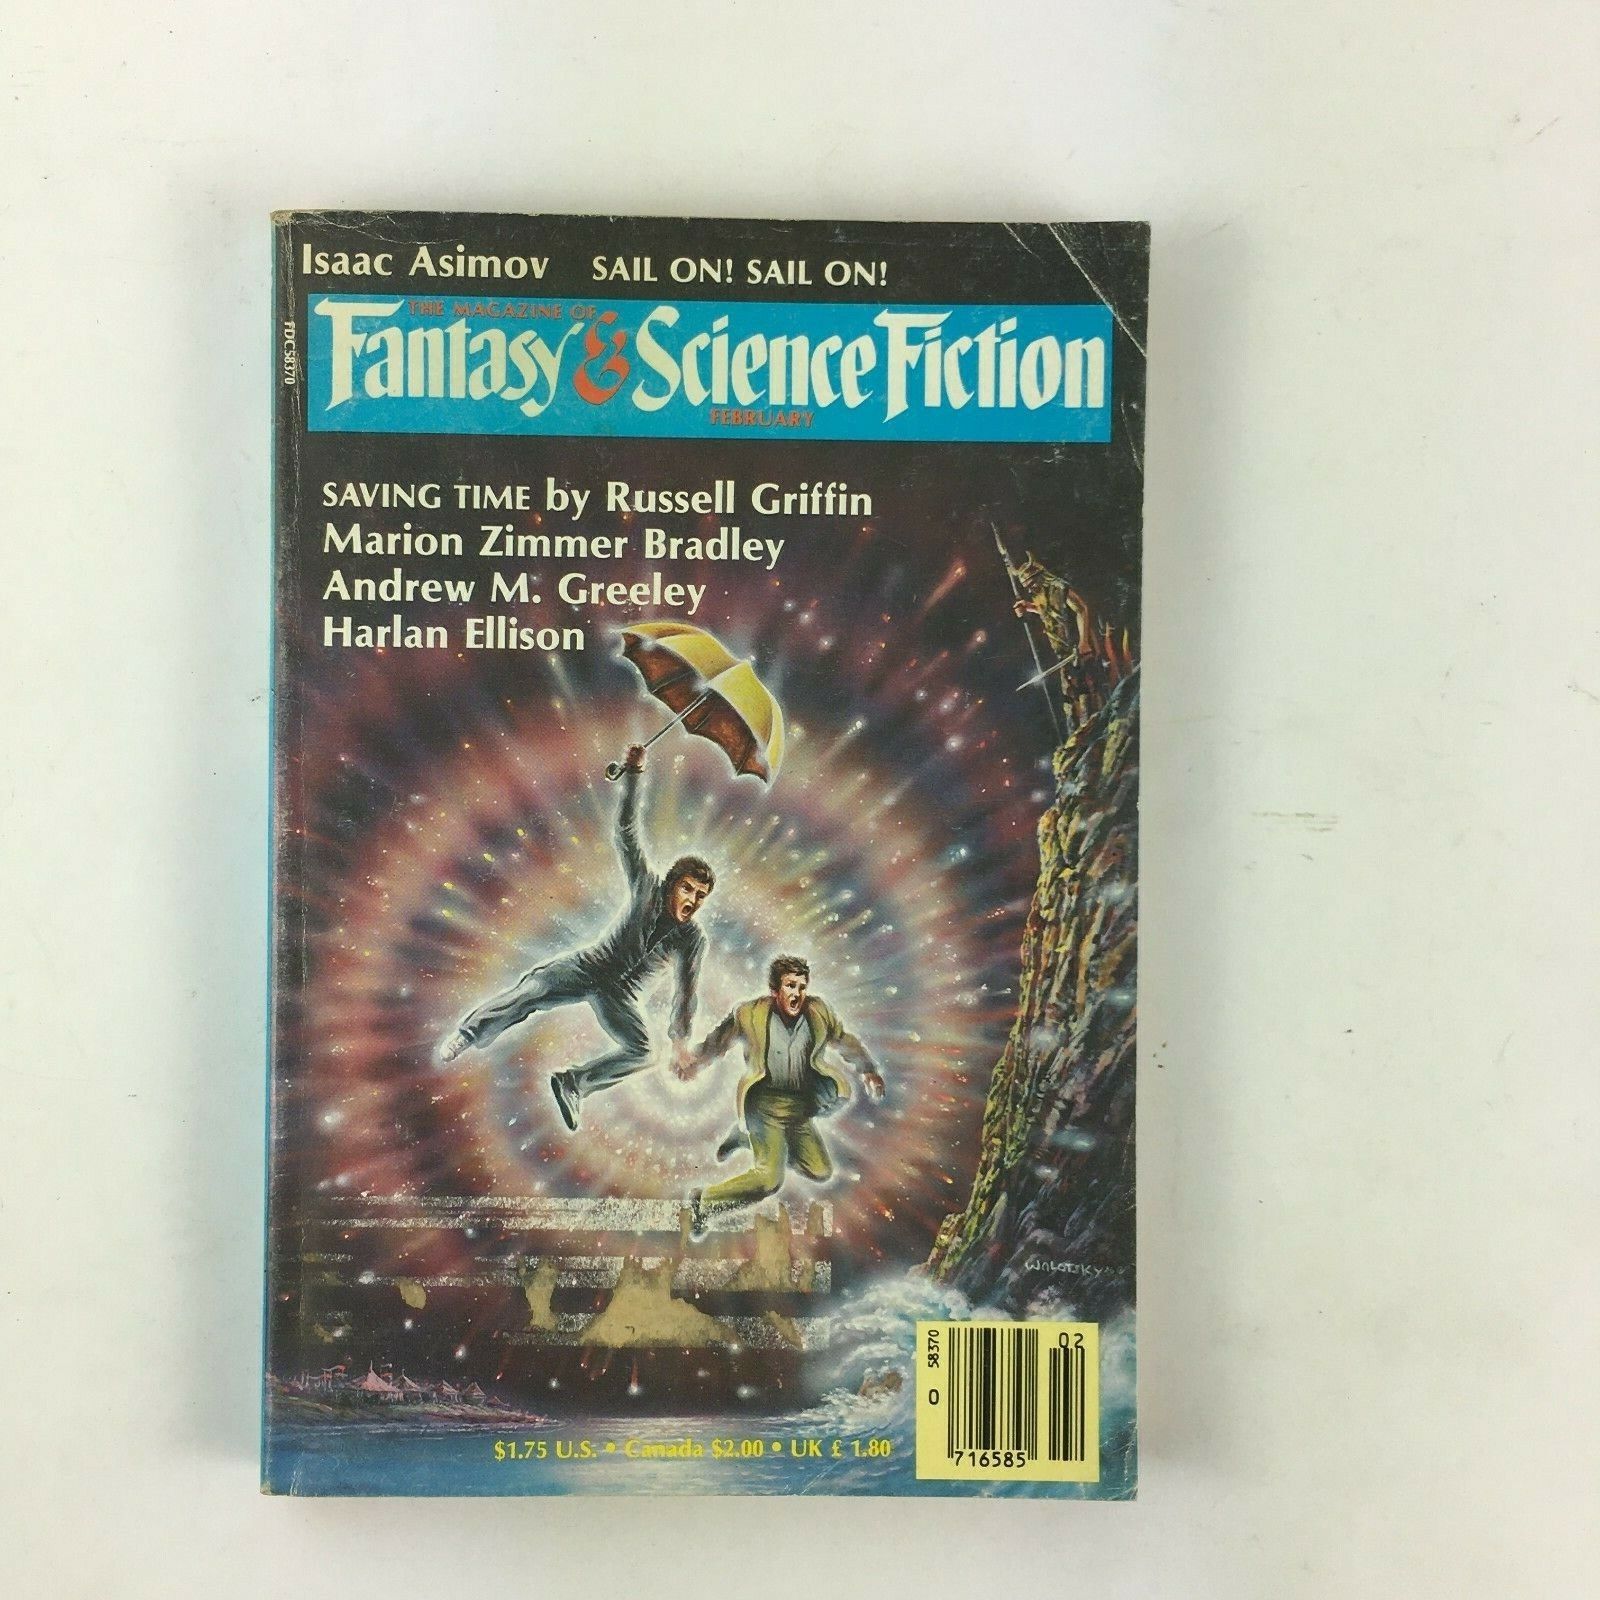 Isaac Asimov SAIL ON! SAIL ON!
THE MAGAZINE OF
Fantasy & Science Fiction
FEBRUARY
FDC58370
SAVING TIME by Russell Griffin
Marion Zimmer Bradley
Andrew M. Greeley
Harlan Ellison
WALOTSKY
$1.75 U.S. • Canada $2.00 • UK £ 1.80
58370
0
02
716585